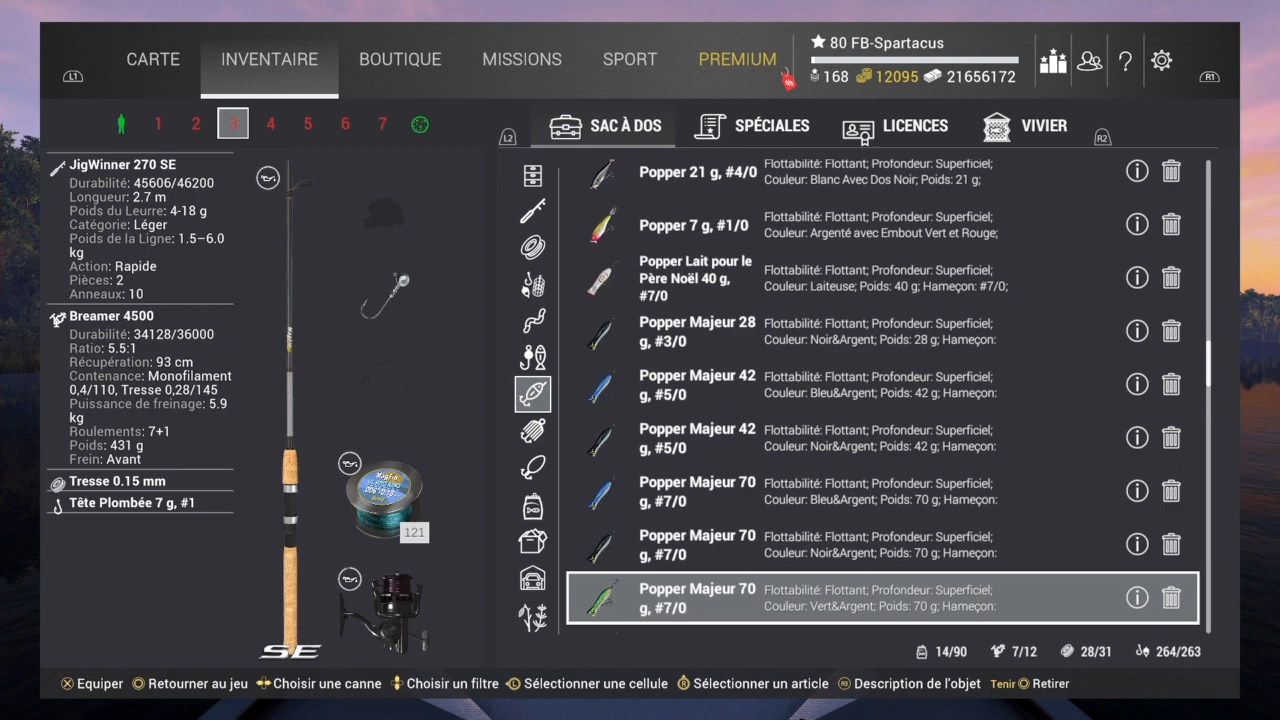 L1
CARTE
INVENTAIRE
BOUTIQUE
MISSIONS
SPORT
PREMIUM
80 FB-Spartacus
168
12095
21656172
R1
1
2
3
4
5
6
7
L2
SAC À DOS
SPÉCIALES
LICENCES
VIVIER
R2
JigWinner 270 SE
Durabilité: 45606/46200
Longueur: 2.7 m
Poids du Leurre: 4-18 g
Catégorie: Léger
Poids de la Ligne: 1.5–6.0
kg
Action: Rapide
Pièces: 2
Anneaux: 10
Breamer 4500
Durabilité: 34128/36000
Ratio: 5.5:1
Récupération: 93 cm
Contenance: Monofilament
0,4/110, Tresse 0,28/145
Puissance de freinage: 5.9
kg
Roulements: 7+1
Poids: 431 g
Frein: Avant
Tresse 0.15 mm
Tête Plombée 7 g, #1
MagFin
121
SE
Popper 21 g, #4/0
Flottabilité: Flottant; Profondeur: Superficiel;
Couleur: Blanc Avec Dos Noir; Poids: 21 g;
Popper 7 g, #1/0
Flottabilité: Flottant; Profondeur: Superficiel;
Couleur: Argenté avec Embout Vert et Rouge;
Popper Lait pour le
Père Noël 40 g,
#7/0
Flottabilité: Flottant; Profondeur: Superficiel;
Couleur: Laiteuse; Poids: 40 g; Hameçon: #7/0;
Popper Majeur 28
g, #3/0
Flottabilité: Flottant; Profondeur: Superficiel;
Couleur: Noir&Argent; Poids: 28 g; Hameçon:
Popper Majeur 42
g, #5/0
Flottabilité: Flottant; Profondeur: Superficiel;
Couleur: Bleu&Argent; Poids: 42 g; Hameçon:
Popper Majeur 42
g, #5/0
Flottabilité: Flottant; Profondeur: Superficiel;
Couleur: Noir&Argent; Poids: 42 g; Hameçon:
Popper Majeur 70
g, #7/0
Flottabilité: Flottant; Profondeur: Superficiel;
Couleur: Bleu&Argent; Poids: 70 g; Hameçon:
Popper Majeur 70
g, #7/0
Flottabilité: Flottant; Profondeur: Superficiel;
Couleur: Noir&Argent; Poids: 70 g; Hameçon:
Popper Majeur 70
g, #7/0
Flottabilité: Flottant; Profondeur: Superficiel;
Couleur: Vert&Argent; Poids: 70 g; Hameçon:
14/90
7/12
28/31
264/263
Equiper
Retourner au jeu
Choisir une canne
Choisir un filtre
L Sélectionner une cellule
R Sélectionner un article
R3 Description de l'objet
Tenir
Retirer